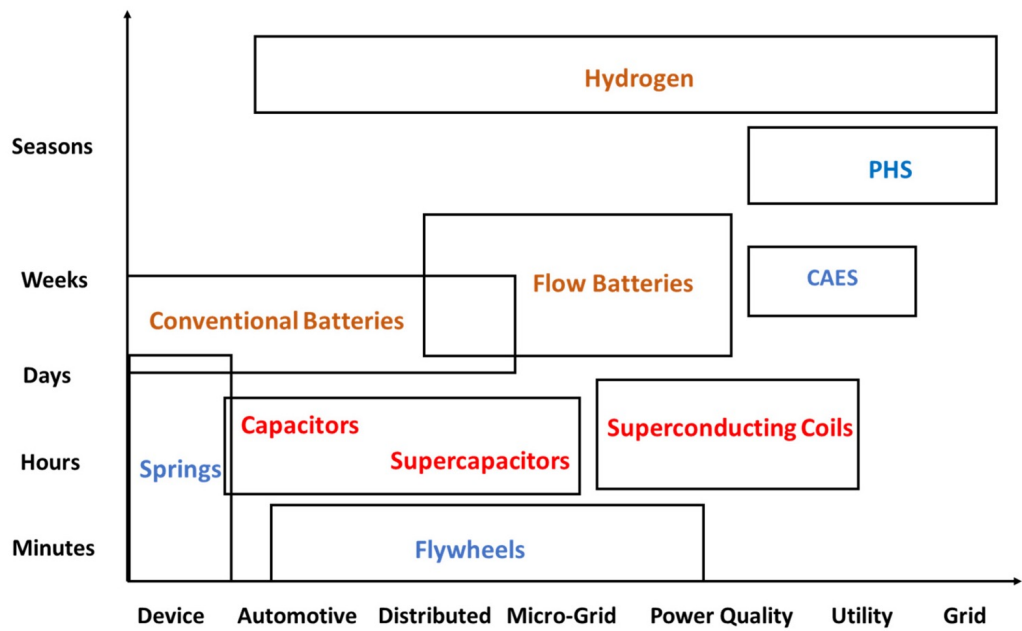 Hydrogen
Seasons
PHS
Weeks
Flow Batteries
CAES
Conventional Batteries
Days
Capacitors
Superconducting Coils
Hours
Springs
Supercapacitors
Minutes
Flywheels
Device Automotive Distributed Micro-Grid Power Quality Utility Grid